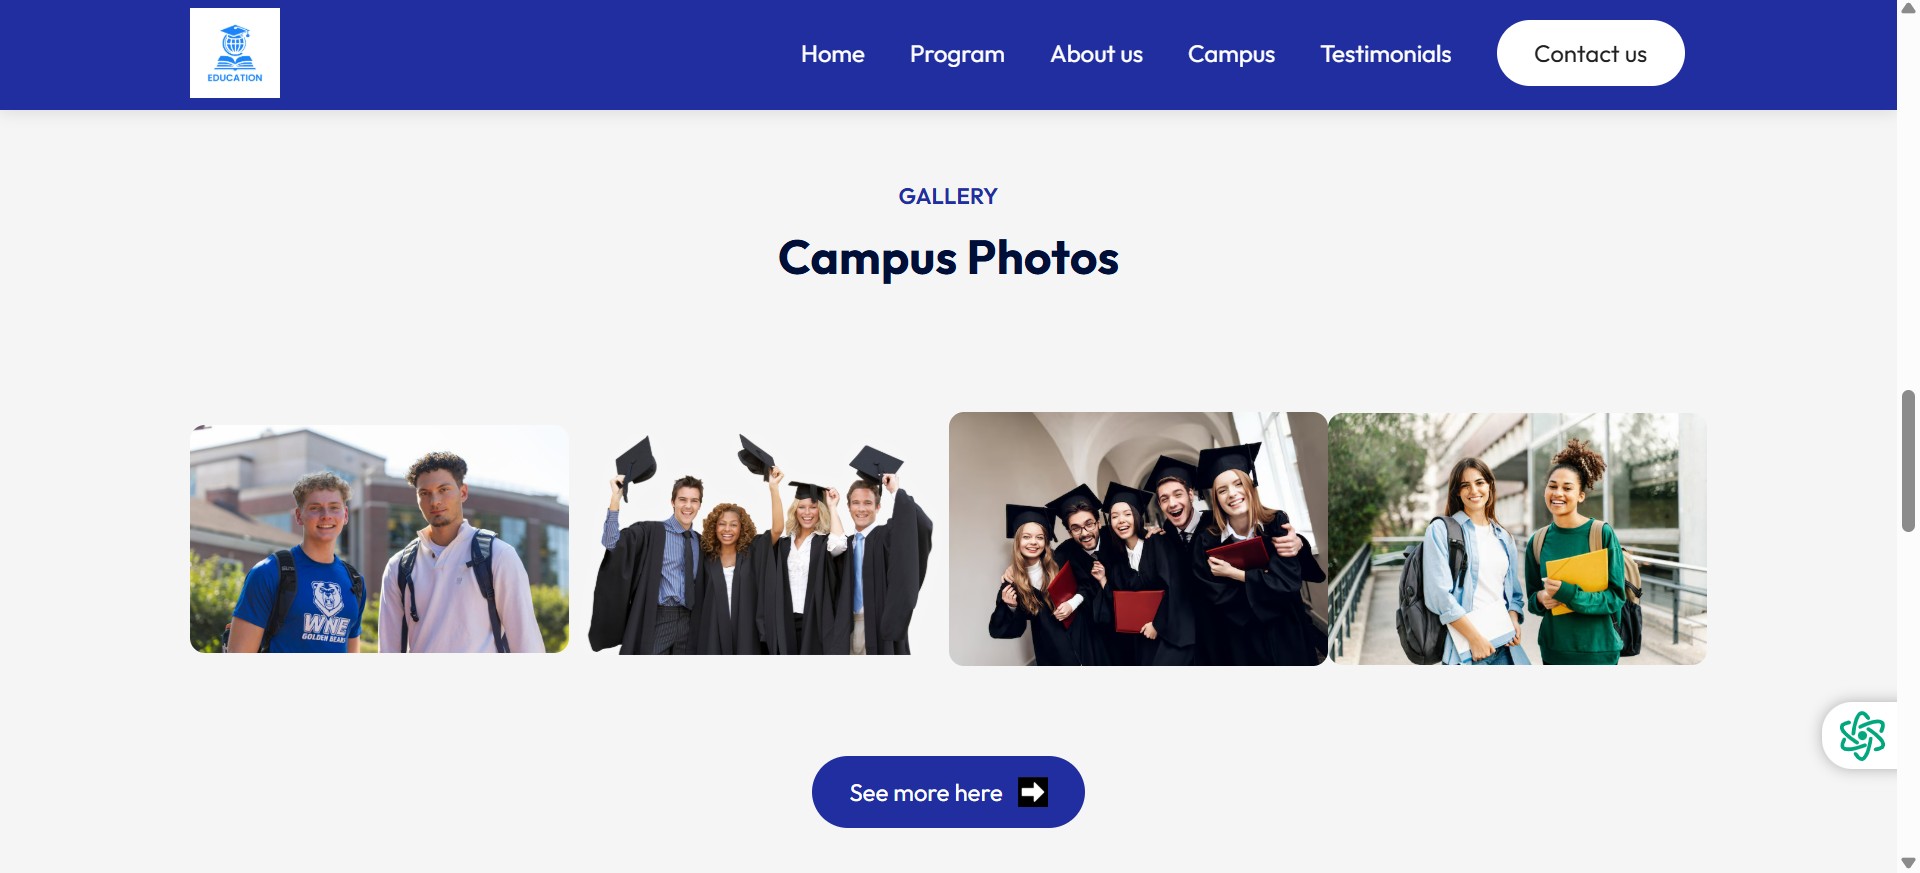 EDUCATION
Home
Program
About us
Campus
Testimonials
Contact us
GALLERY
Campus Photos
WNE
GOLDEN BEARS
See more here